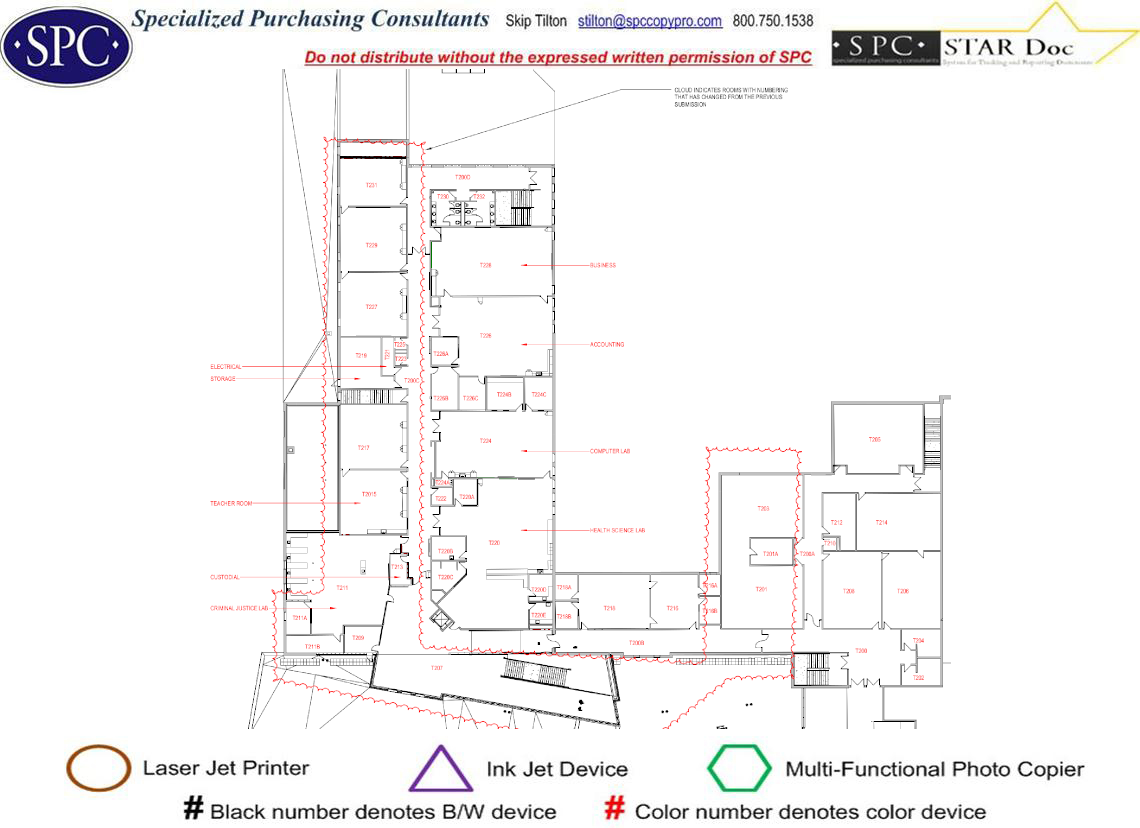 Specialized Purchasing Consultants Skip Tilton stilton@spccopypro.com 800.750.1538
·SPC·
Do not distribute without the expressed written permission of SPC
·SPC· STAR Doc
specialized purchasing consultants System for Tracking and Reporting Documents
CLOUD INDICATES ROOMS WITH NUMBERING
THAT HAS CHANGED FROM THE PREVIOUS
SUBMISSION
T200D
T231
T230 T232
T229
T228 BUSINESS
T227
T226 ACCOUNTING
T219 T221 T225
T223
T228A
ELECTRICAL
STORAGE
T200C
T226B T226C T224B T224C
T205
T217 T224 COMPUTER LAB
T224A
T2015 T222 T220A
TEACHER ROOM
T203
T212 T214
T220 HEALTH SCIENCE LAB
T210
T220B T201A T200A
T213
CUSTODIAL T220C
T211 T220D T218A T216A T201 T208 T206
CRIMINAL JUSTICE LAB
T218 T216 T216B
T211A T220E T218B
T209 T200B T204
T211B T200
T207 T202
Laser Jet Printer Ink Jet Device Multi-Functional Photo Copier
# Black number denotes B/W device # Color number denotes color device